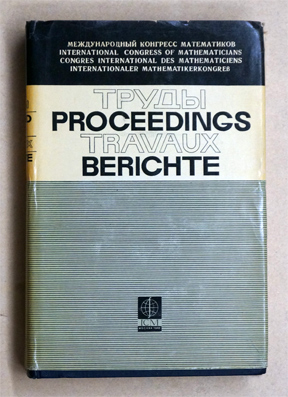 МЕЖДУНАРОДНЫЙ КОНГРЕСС МАТЕМАТИКОВ
INTERNATIONAL CONGRESS OF MATHEMATICIANS
CONGRES INTERNATIONAL DES MATHEMATICIENS
INTERNATIONALER MATHEMATIKERKONGREß
ТРУДЫ
PROCEEDINGS
TRAVAUX
BERICHTE
ICM